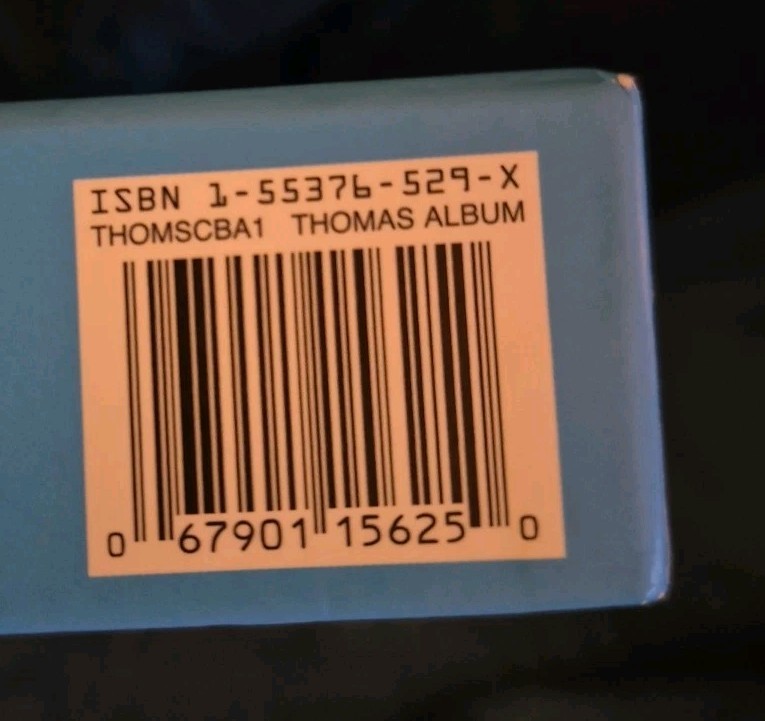 ISBN 1-55376-529-X
THOMSCBA1 THOMAS ALBUM
0 67901 15625 0